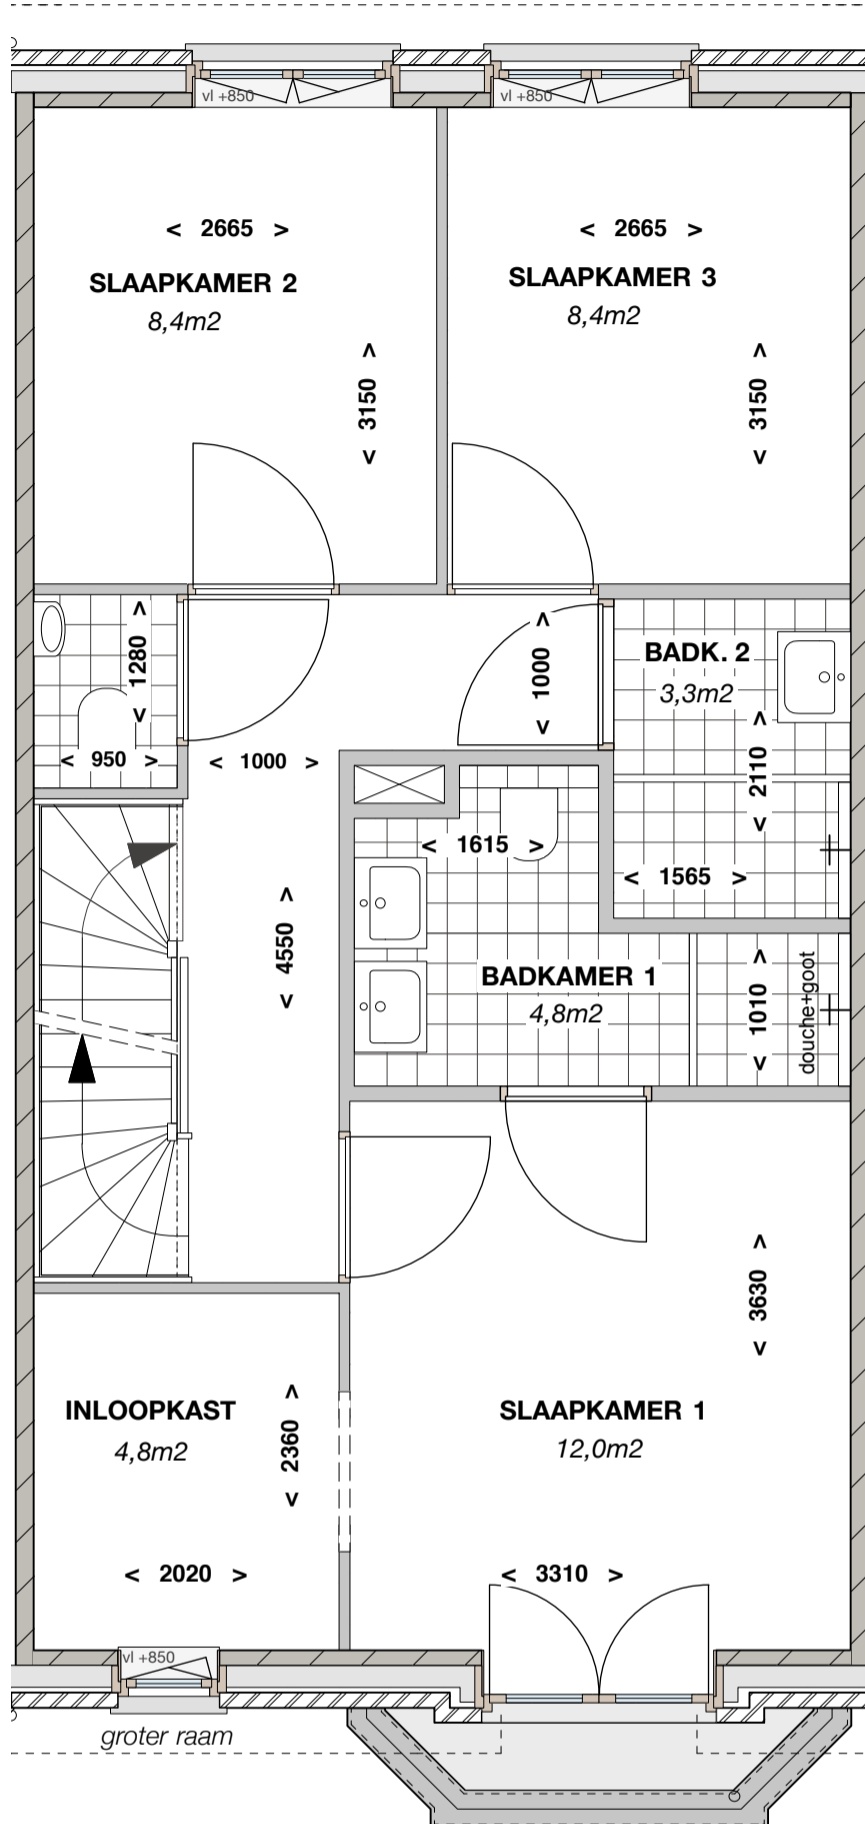 vl +850
vl +850
< 2665 >
< 2665 >
SLAAPKAMER 2
8,4m2
SLAAPKAMER 3
8,4m2
< 3150 >
< 3150 >
< 1280 >
< 1000 >
BADK. 2
3,3m2
< 950 >
< 1000 >
< 2110 >
< 1615 >
< 1565 >
< 4550 >
BADKAMER 1
4,8m2
< 1010 >
douche+goot
< 3630 >
INLOOPKAST
4,8m2
< 2360 >
SLAAPKAMER 1
12,0m2
< 2020 >
< 3310 >
vl +850
groter raam